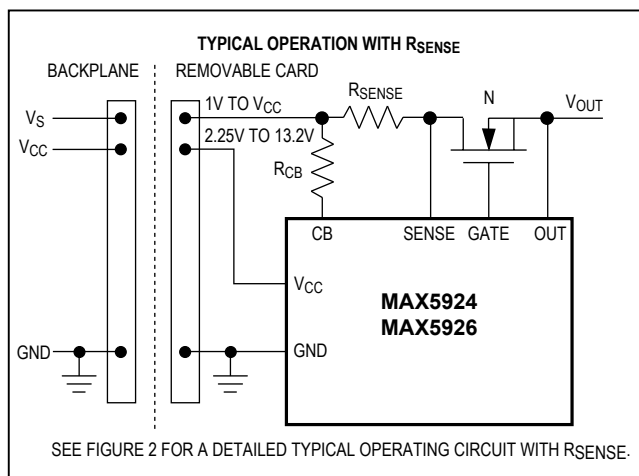 TYPICAL OPERATION WITH RSENSE
BACKPLANE
REMOVABLE CARD
1V TO VCC
RSENSE
N
VOUT
VS
2.25V TO 13.2V
VCC
RCB
CB
SENSE
GATE
OUT
VCC
MAX5924
MAX5926
GND
GND
SEE FIGURE 2 FOR A DETAILED TYPICAL OPERATING CIRCUIT WITH RSENSE.